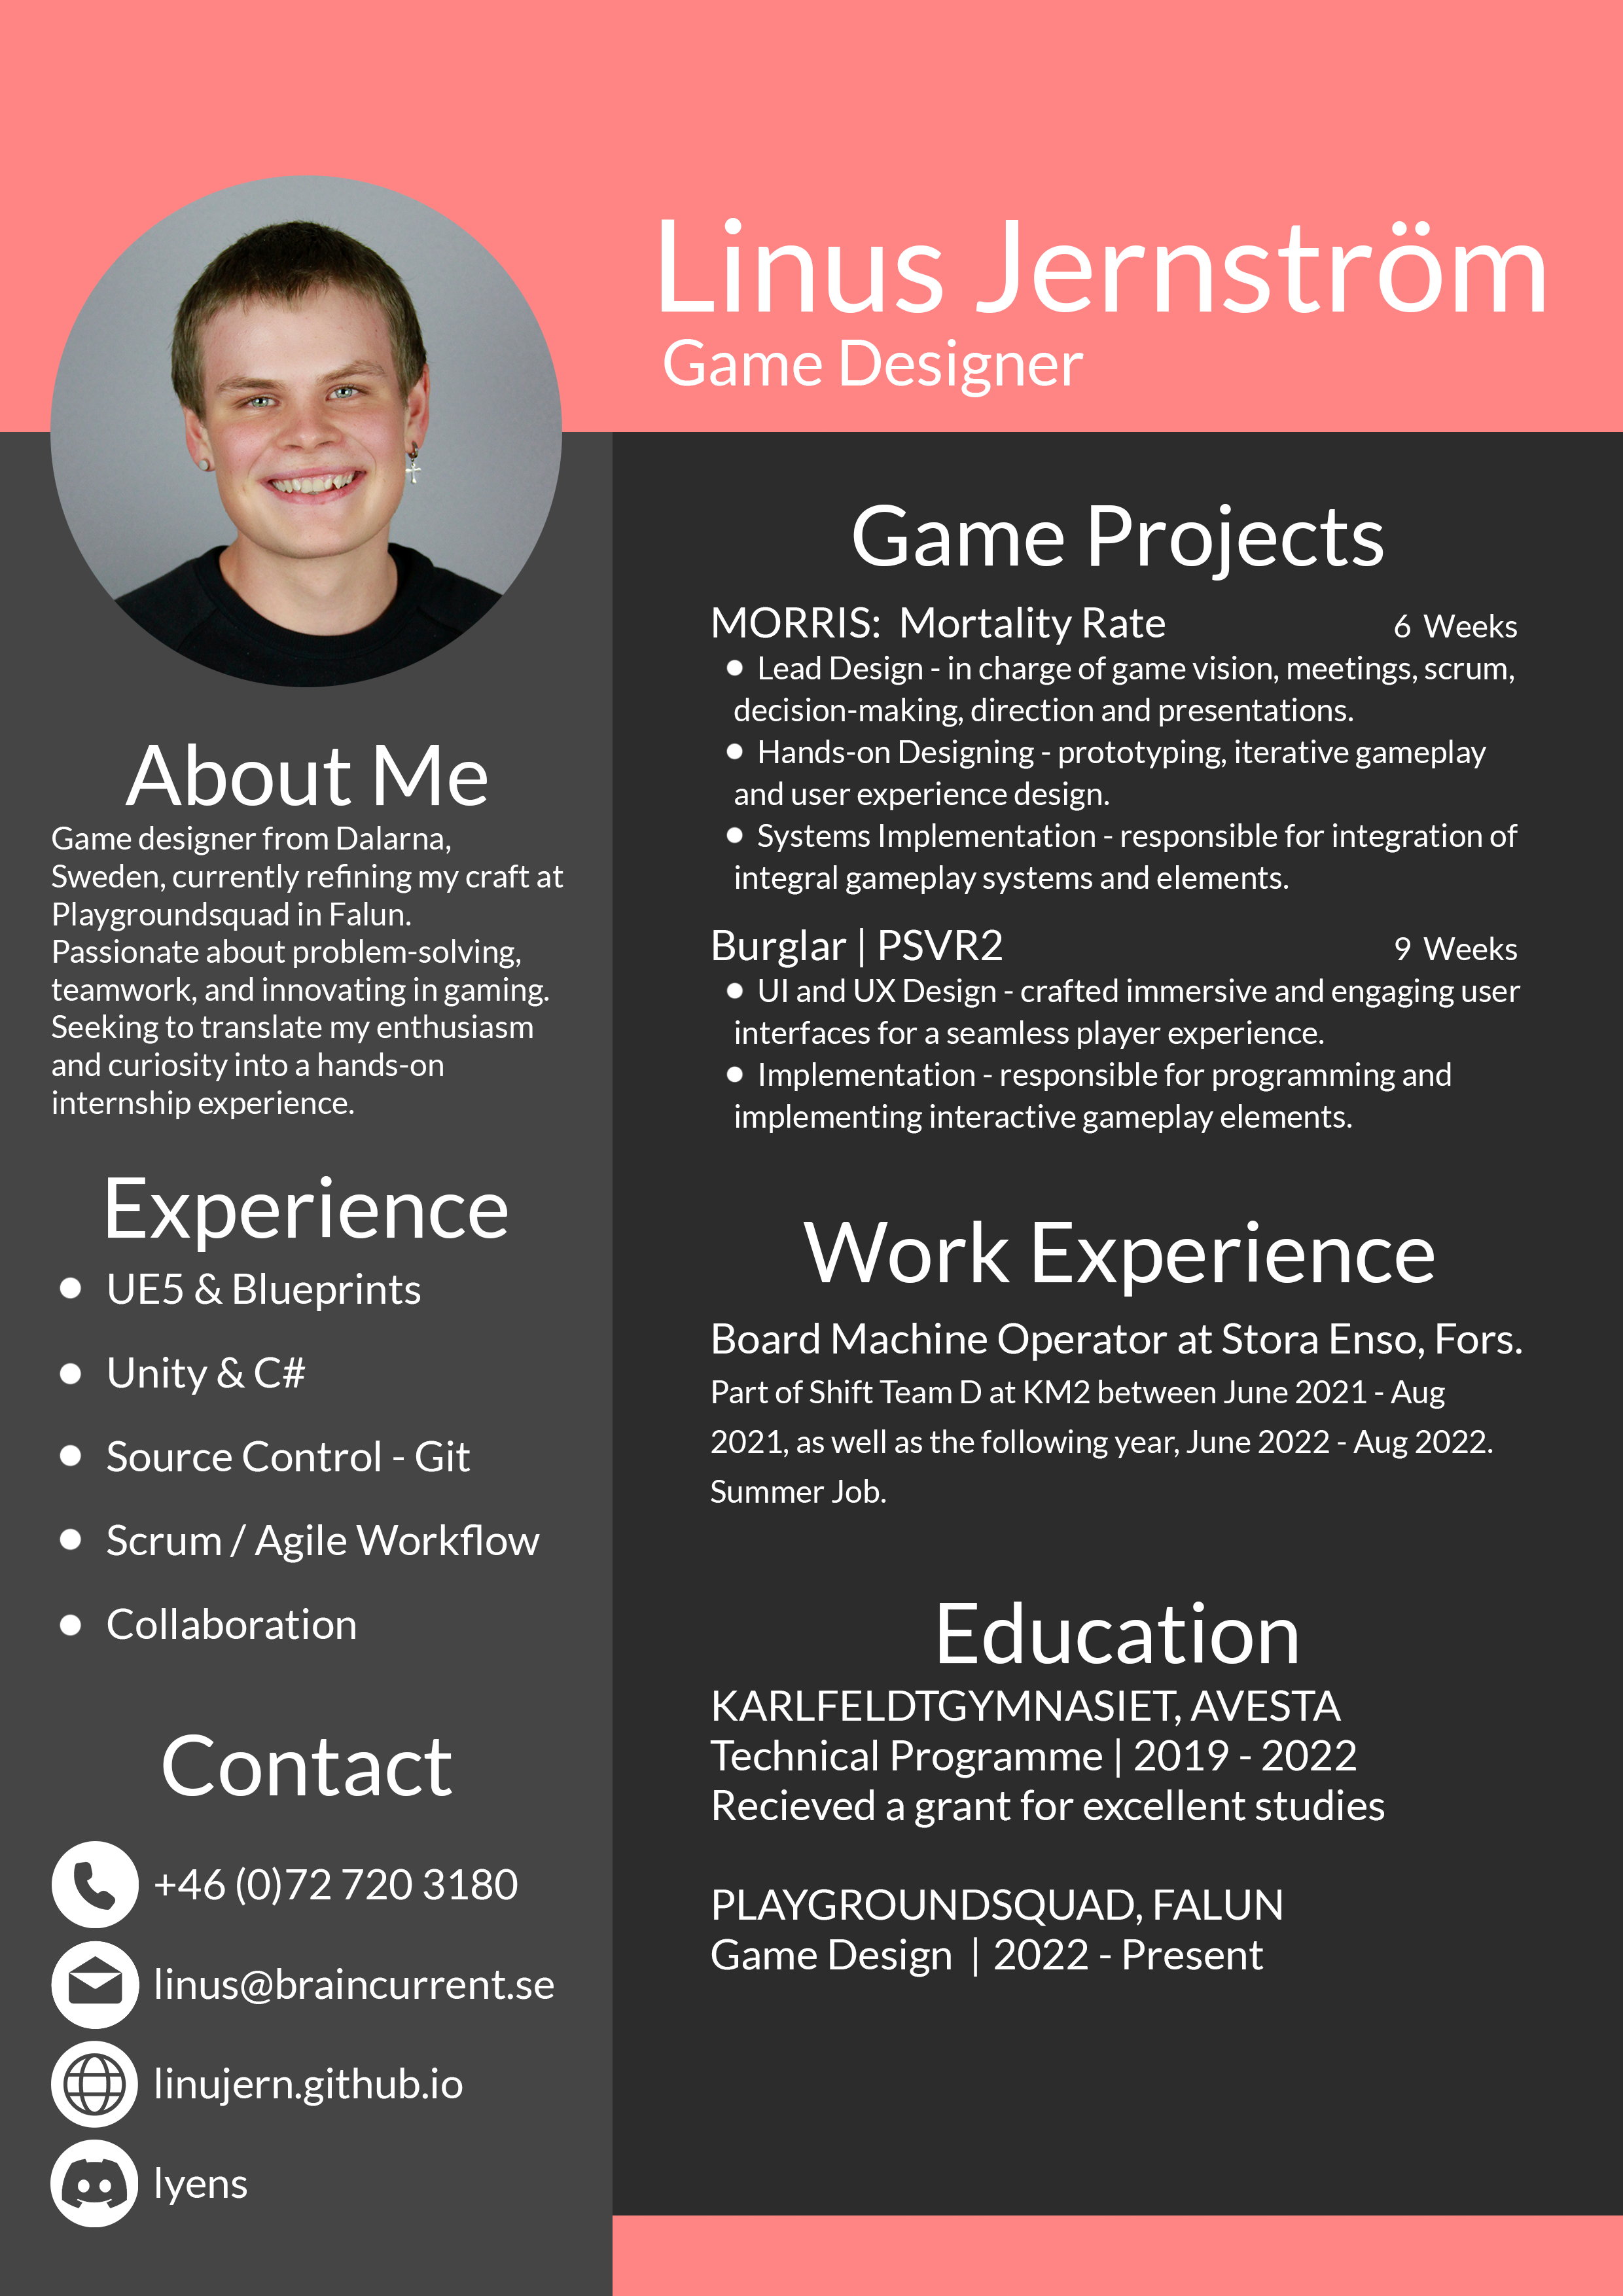 Linus Jernström
Game Designer
About Me
Game designer from Dalarna,
Sweden, currently refining my craft at
Playgroundsquad in Falun.
Passionate about problem-solving,
teamwork, and innovating in gaming.
Seeking to translate my enthusiasm
and curiosity into a hands-on
internship experience.
Experience
UE5 & Blueprints
Unity & C#
Source Control - Git
Scrum / Agile Workflow
Collaboration
Contact
+46 (0)72 720 3180
linus@braincurrent.se
linujern.github.io
lyens
Game Projects
MORRIS: Mortality Rate 6 Weeks
● Lead Design - in charge of game vision, meetings, scrum,
decision-making, direction and presentations.
● Hands-on Designing - prototyping, iterative gameplay
and user experience design.
● Systems Implementation - responsible for integration of
integral gameplay systems and elements.
Burglar | PSVR2 9 Weeks
● UI and UX Design - crafted immersive and engaging user
interfaces for a seamless player experience.
● Implementation - responsible for programming and
implementing interactive gameplay elements.
Work Experience
Board Machine Operator at Stora Enso, Fors.
Part of Shift Team D at KM2 between June 2021 - Aug
2021, as well as the following year, June 2022 - Aug 2022.
Summer Job.
Education
KARLFELDTGYMNASIET, AVESTA
Technical Programme | 2019 - 2022
Recieved a grant for excellent studies
PLAYGROUNDSQUAD, FALUN
Game Design | 2022 - Present